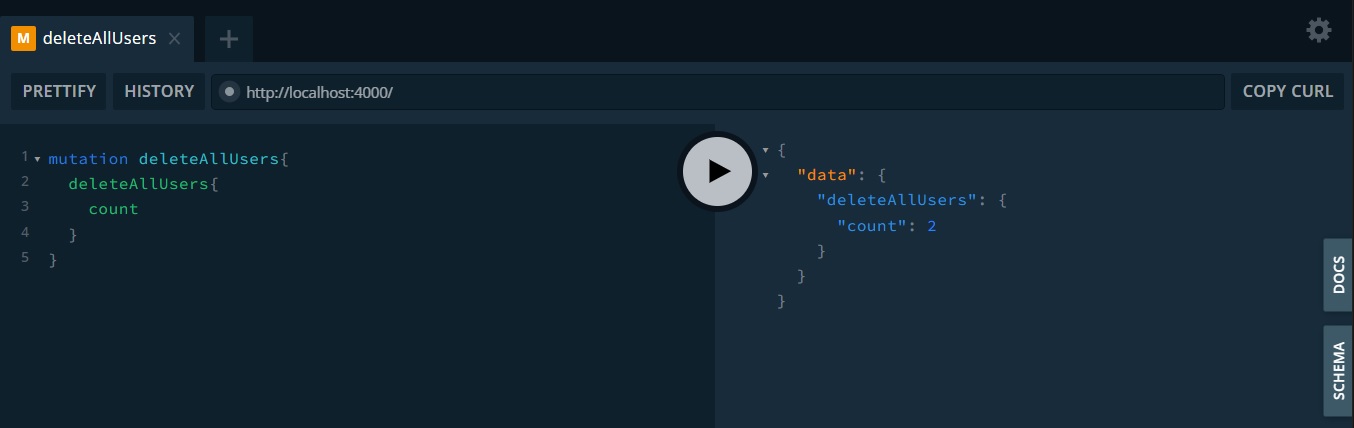 M deleteAllUsers
PRETTIFY HISTORY http://localhost:4000/ COPY CURL
1 mutation deleteAllUsers{
2 deleteAllUsers{
3 count
4 }
5 }
{
"data": {
"deleteAllUsers": {
"count": 2
}
}
}
DOCS
SCHEMA